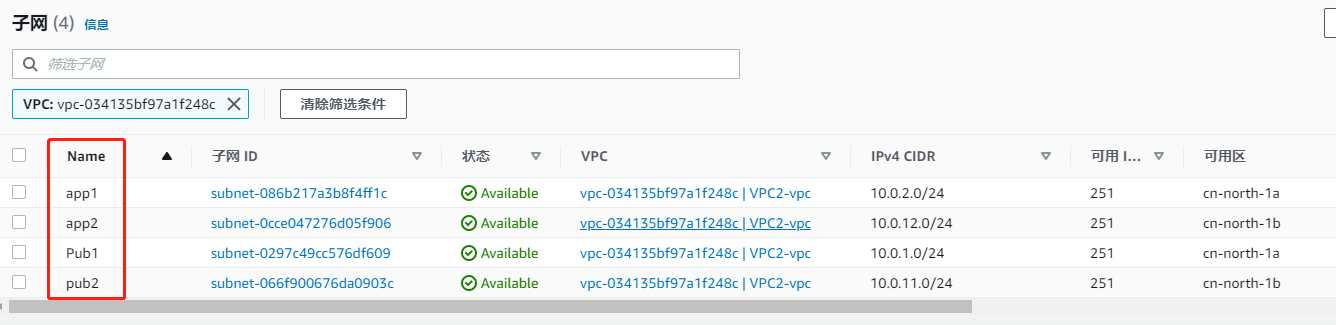 子网 (4) 信息
筛选子网
VPC: vpc-034135bf97a1f248c 清除筛选条件
Name 子网 ID 状态 VPC IPv4 CIDR 可用 I... 可用区
app1 subnet-086b217a3b8f4ff1c Available vpc-034135bf97a1f248c | VPC2-vpc 10.0.2.0/24 251 cn-north-1a
app2 subnet-0cce047276d05f906 Available vpc-034135bf97a1f248c | VPC2-vpc 10.0.12.0/24 251 cn-north-1b
Pub1 subnet-0297c49cc576df609 Available vpc-034135bf97a1f248c | VPC2-vpc 10.0.1.0/24 251 cn-north-1a
pub2 subnet-066f900676da0903c Available vpc-034135bf97a1f248c | VPC2-vpc 10.0.11.0/24 251 cn-north-1b